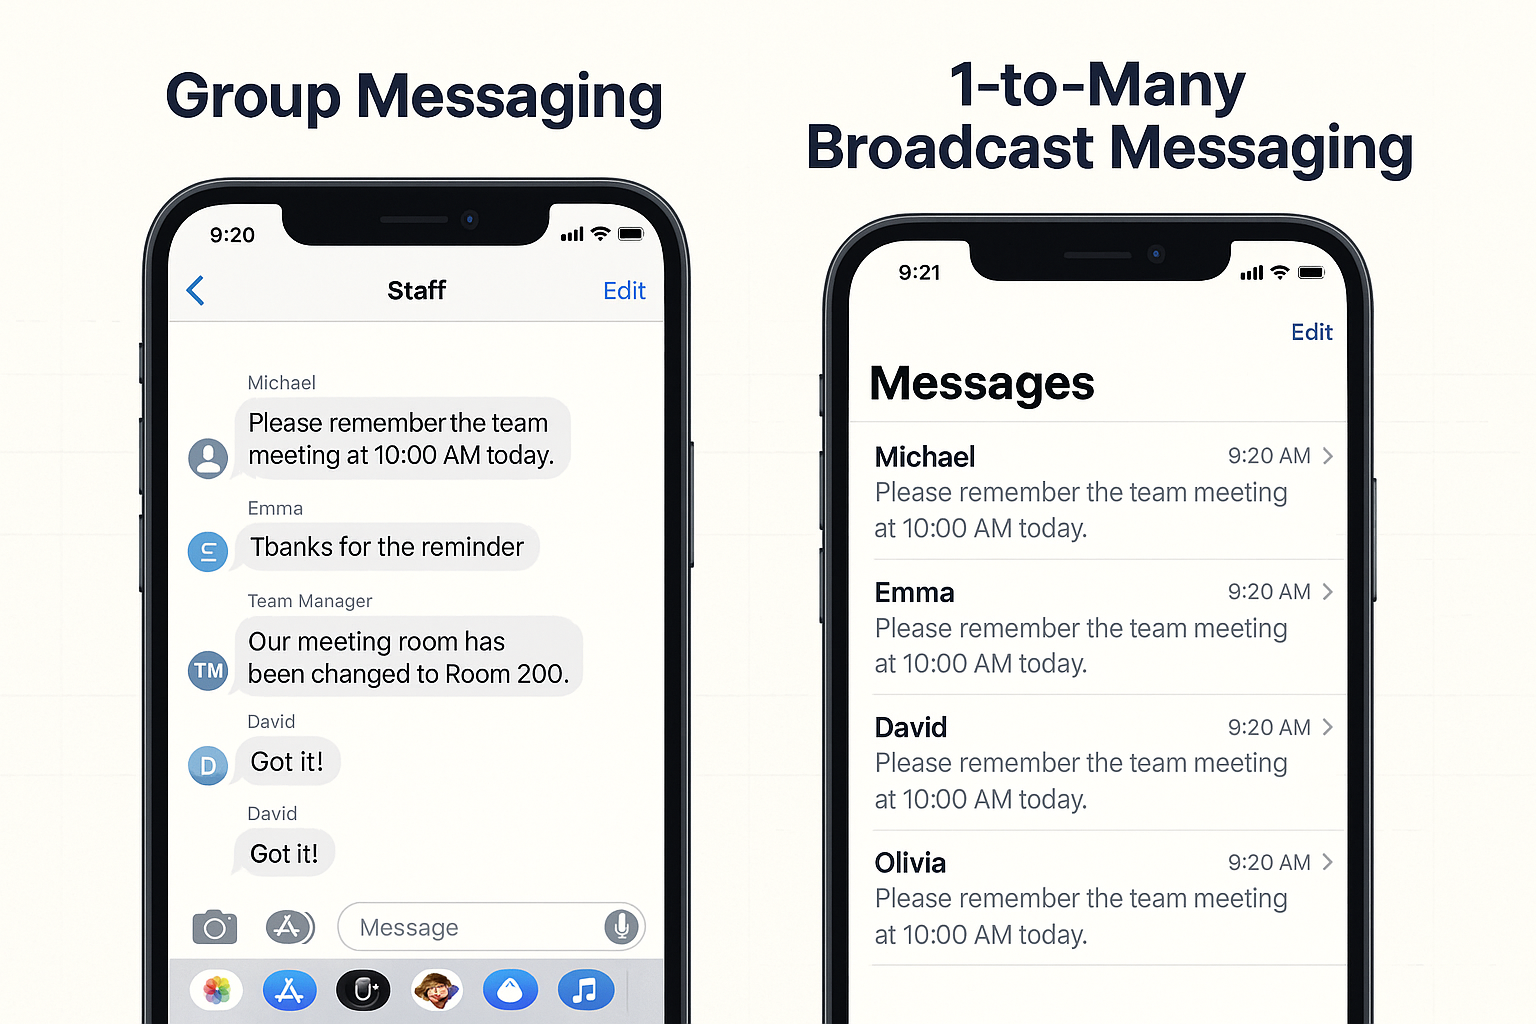 Group Messaging
9:20
Staff
Edit
Michael
Please remember the team
meeting at 10:00 AM today.
Emma
Tbanks for the reminder
Team Manager
Our meeting room has
been changed to Room 200.
TM
David
Got it!
D
David
Got it!
Message
1-to-Many
Broadcast Messaging
9:21
Edit
Messages
Michael 9:20 AM
Please remember the team meeting
at 10:00 AM today.
Emma 9:20 AM
Please remember the team meeting
at 10:00 AM today.
David 9:20 AM
Please remember the team meeting
at 10:00 AM today.
Olivia 9:20 AM
Please remember the team meeting
at 10:00 AM today.